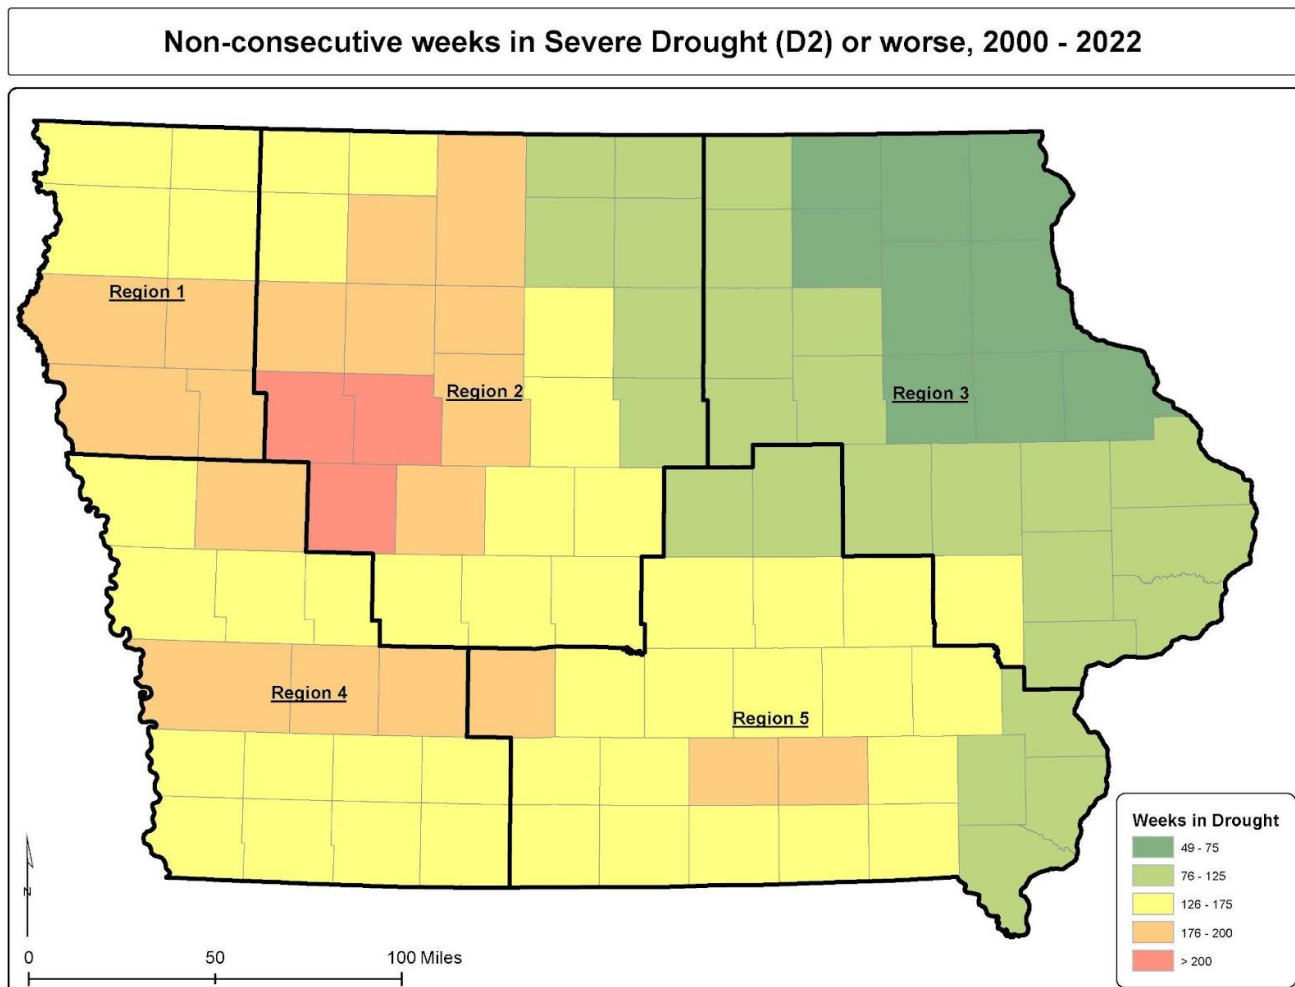 Non-consecutive weeks in Severe Drought (D2) or worse, 2000 - 2022
Region 1
Region 2
Region 3
Region 4
Region 5
Weeks in Drought
49 - 75
76 - 125
126 - 175
176 - 200
> 200
N
0 50 100 Miles